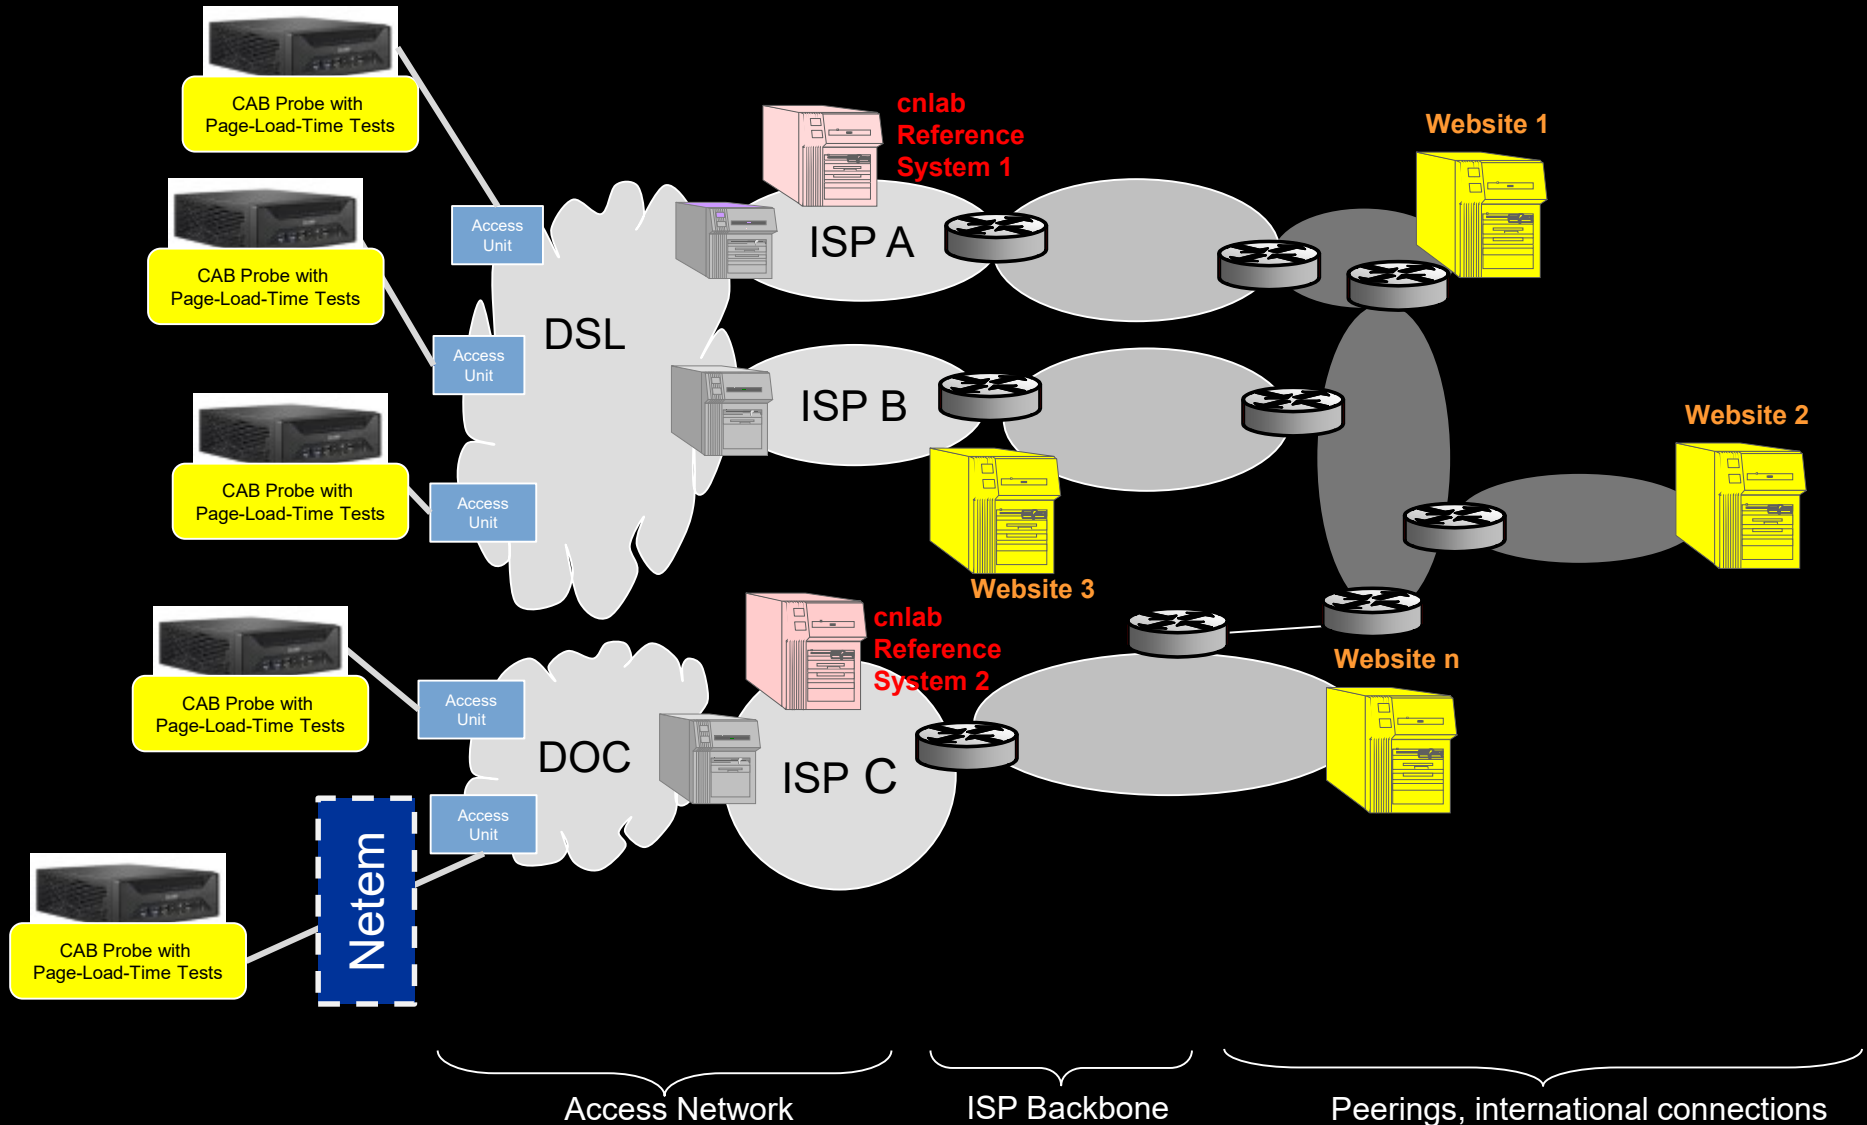 CAB Probe with
Page-Load-Time Tests
cnlab
Reference
System 1
Website 1
Access
Unit
ISP A
CAB Probe with
Page-Load-Time Tests
DSL
Access
Unit
ISP B
Website 2
CAB Probe with
Page-Load-Time Tests
Access
Unit
Website 3
cnlab
Reference
System 2
Website n
CAB Probe with
Page-Load-Time Tests
Access
Unit
DOC
ISP C
Access
Unit
Netem
CAB Probe with
Page-Load-Time Tests
Access Network
ISP Backbone
Peerings, international connections